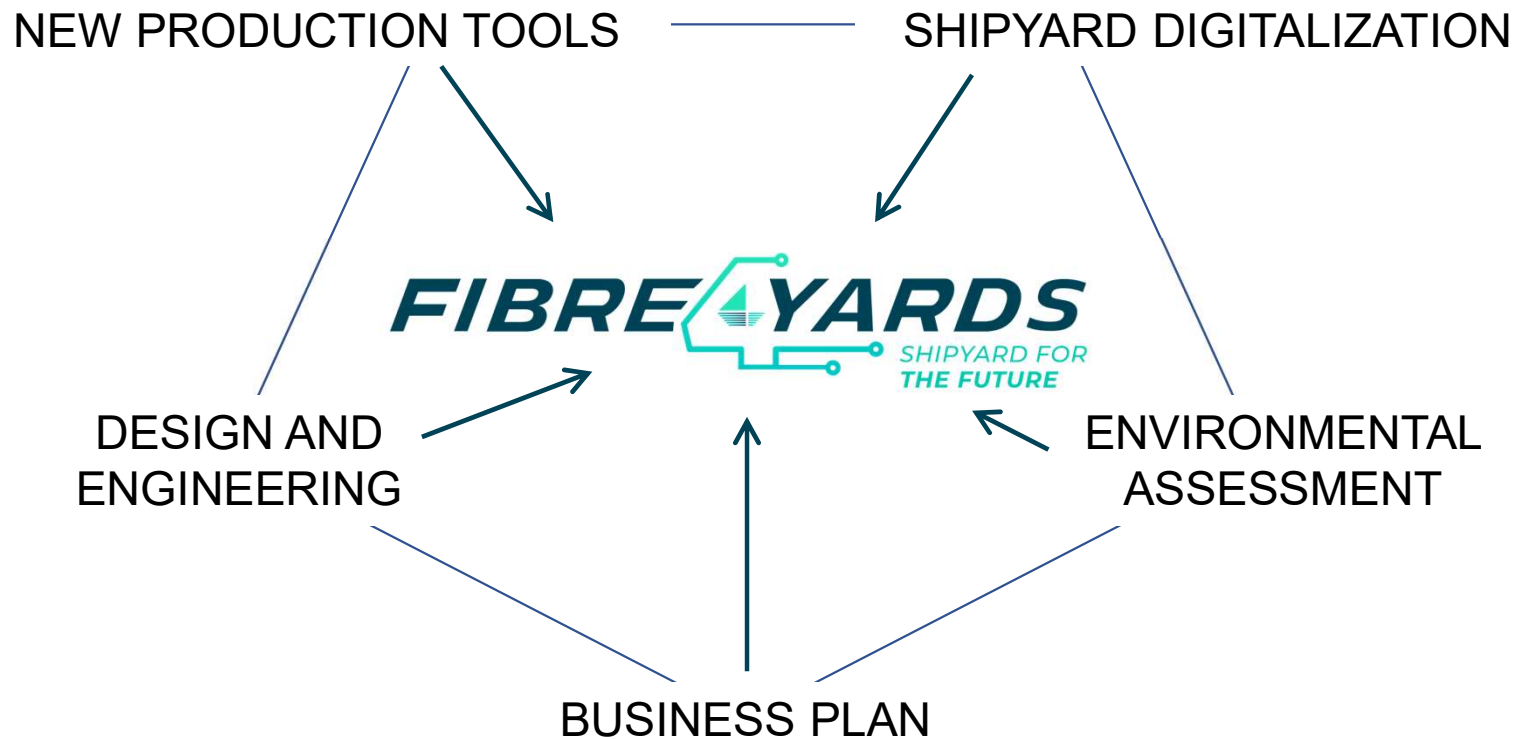 NEW PRODUCTION TOOLS
SHIPYARD DIGITALIZATION
FIBRE4YARDS
SHIPYARD FOR
THE FUTURE
DESIGN AND
ENGINEERING
ENVIRONMENTAL
ASSESSMENT
BUSINESS PLAN